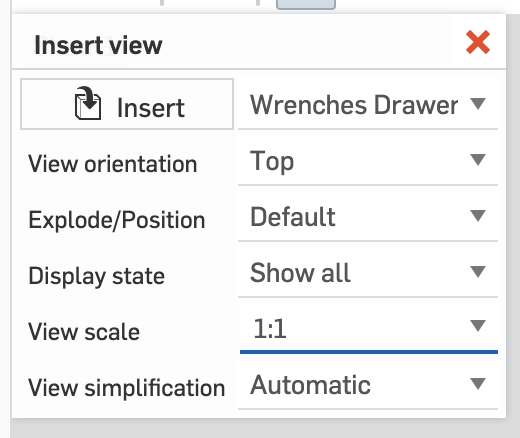 Insert view
Insert Wrenches Drawer
View orientation Top
Explode/Position Default
Display state Show all
View scale 1:1
View simplification Automatic